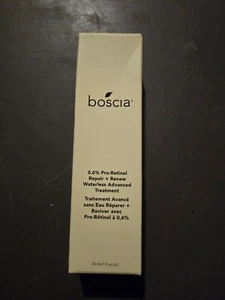 boscia®
0.6% Pro-Retinol
Repair + Renew
Waterless Advanced
Treatment
Traitement Avancé
sans Eau Réparer +
Raviver avec
Pro-Rétinol à 0,6%